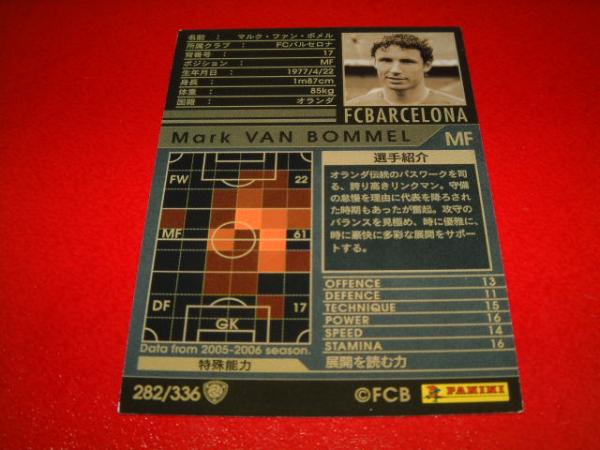 名前 : マルク・ファン・ボメル
所属クラブ : FCバルセロナ
背番号 : 17
ポジション : MF
生年月日 : 1977/4/22
身長 : 1m87cm
体重 : 85kg
国籍 : オランダ
FCBARCELONA
Mark VAN BOMMEL MF
FW 22
MF 61
DF 17
GK
Data from 2005-2006 season.
選手紹介
オランダ伝統のパスワークを司
る、誇り高きリンクマン。守備
の怠慢を理由に代表を降ろされ
た時期もあったが奮起。攻守の
バランスを見極め、時に優雅に、
時に豪快に多彩な展開をサポー
トする。
OFFENCE 13
DEFENCE 11
TECHNIQUE 15
POWER 16
SPEED 14
STAMINA 16
特殊能力 展開を読む力
282/336 ©FCB PANINI